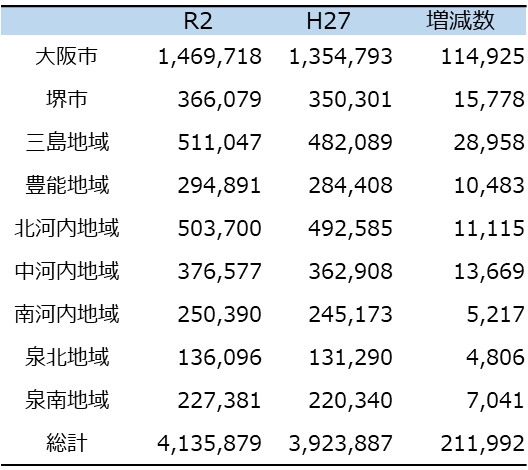 R2 H27 増減数
大阪市 1,469,718 1,354,793 114,925
堺市 366,079 350,301 15,778
三島地域 511,047 482,089 28,958
豊能地域 294,891 284,408 10,483
北河内地域 503,700 492,585 11,115
中河内地域 376,577 362,908 13,669
南河内地域 250,390 245,173 5,217
泉北地域 136,096 131,290 4,806
泉南地域 227,381 220,340 7,041
総計 4,135,879 3,923,887 211,992